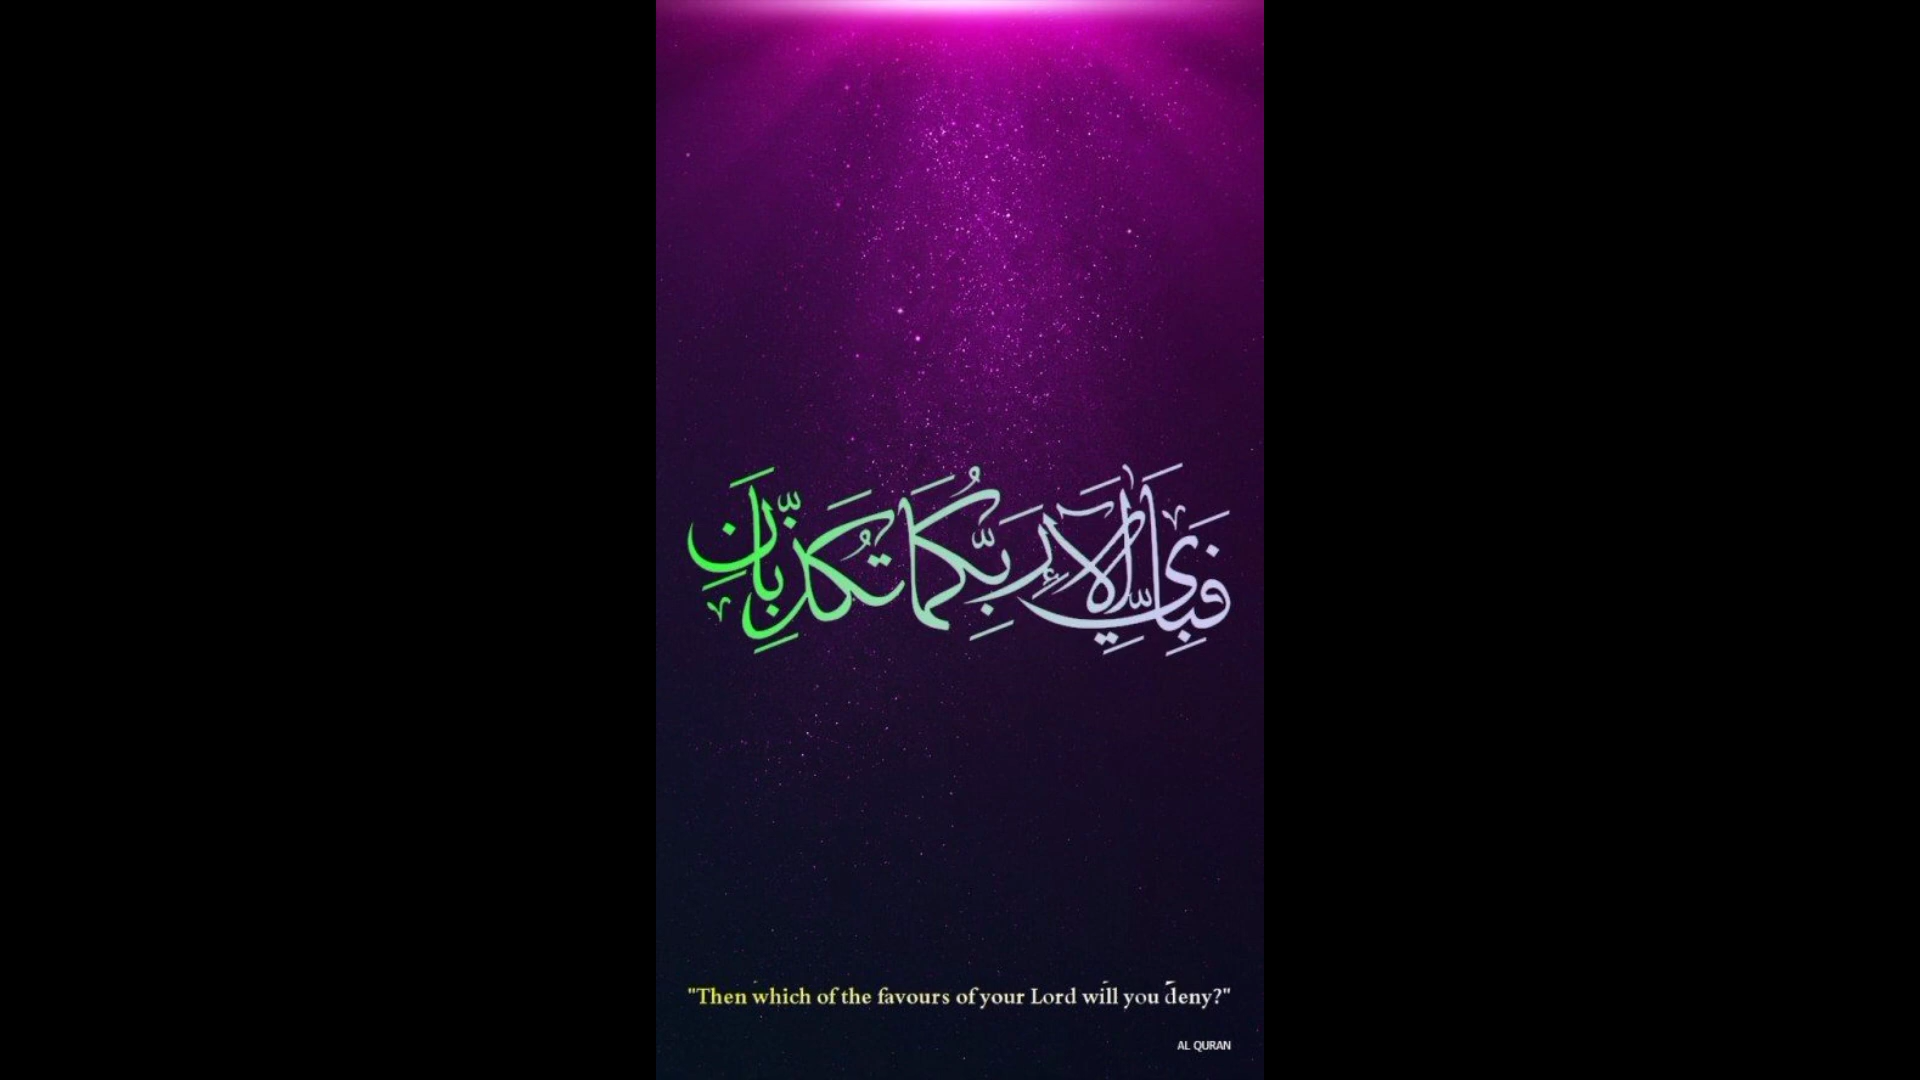 فَبِأَيِّ آلَاءِ رَبِّكُمَا تُكَذِّبَانِ
"Then which of the favours of your Lord will you deny?"
AL QURAN